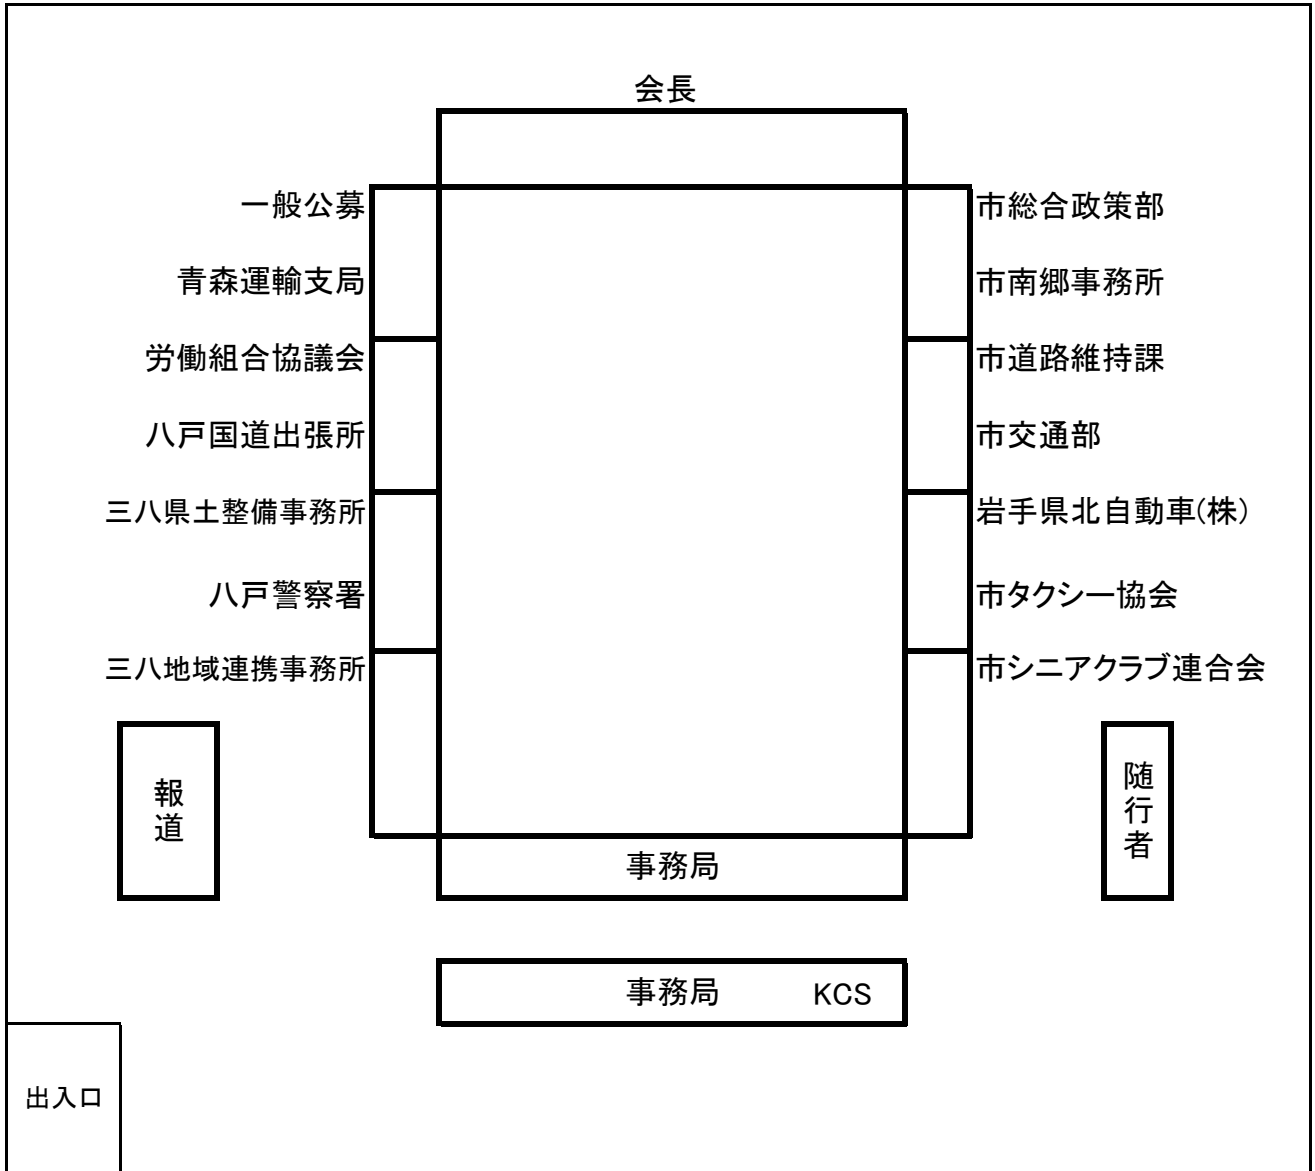 会長
一般公募
市総合政策部
青森運輸支局
市南郷事務所
労働組合協議会
市道路維持課
八戸国道出張所
市交通部
三八県土整備事務所
岩手県北自動車(株)
八戸警察署
市タクシー協会
三八地域連携事務所
市シニアクラブ連合会
報道
随行者
事務局
事務局 KCS
出入口